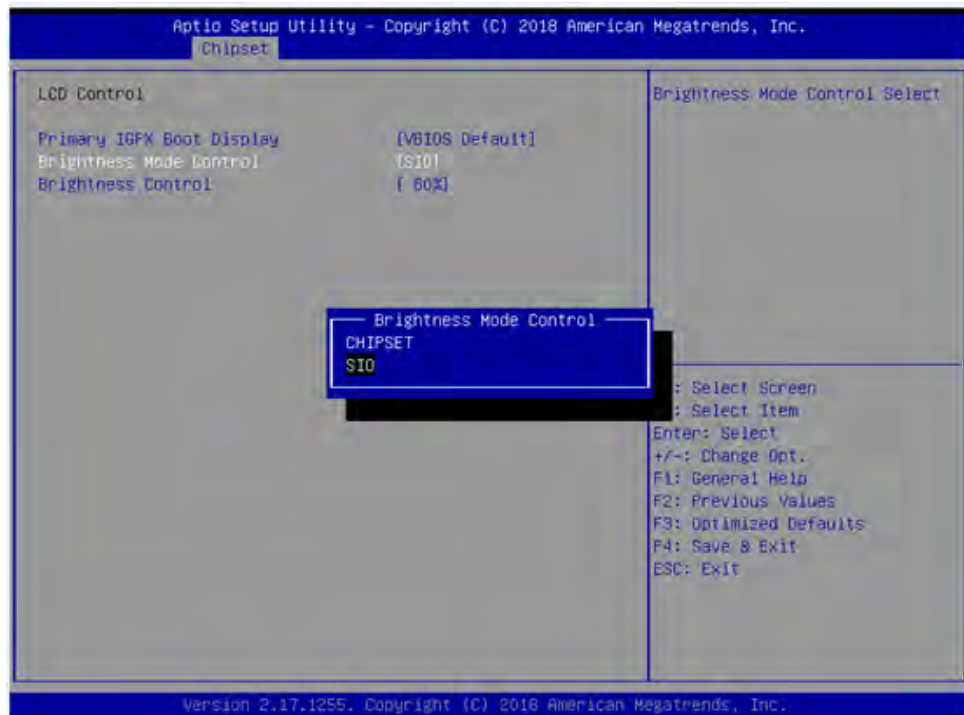 Aptio Setup Utility – Copyright (C) 2018 American Megatrends, Inc.
Chipset
LCD Control
Primary IGFX Boot Display [VBIOS Default]
Brightness Mode Control [SIO]
Brightness Control [ 60%]
Brightness Mode Control Select
Brightness Mode Control
CHIPSET
SIO
: Select Screen
: Select Item
Enter: Select
+/-: Change Opt.
F1: General Help
F2: Previous Values
F3: Optimized Defaults
F4: Save & Exit
ESC: Exit
Version 2.17.1255. Copyright (C) 2018 American Megatrends, Inc.